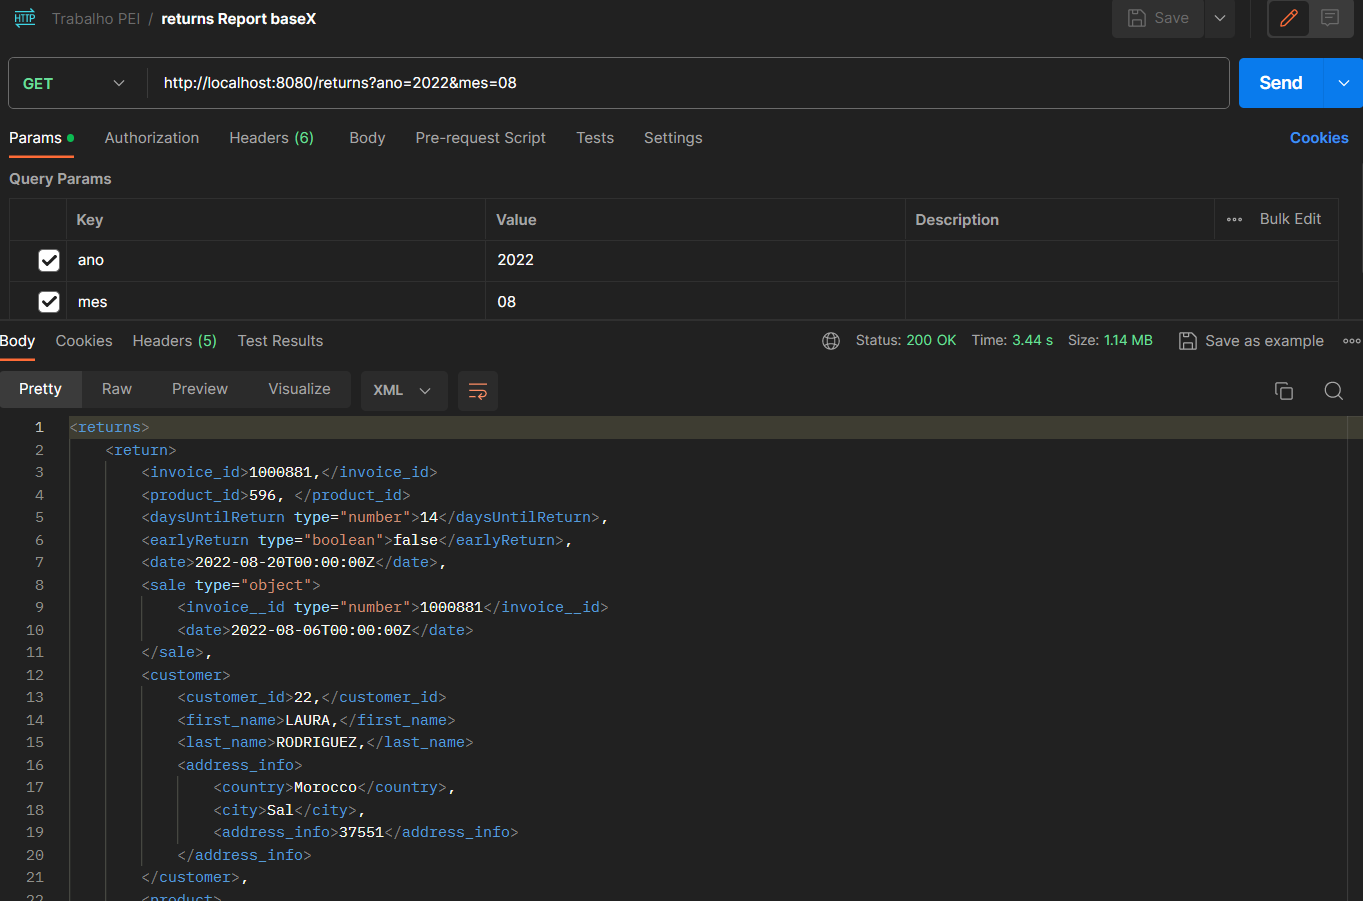 HTTP Trabalho PEI / returns Report baseX Save
GET http://localhost:8080/returns?ano=2022&mes=08 Send
Params Authorization Headers (6) Body Pre-request Script Tests Settings Cookies
Query Params
Key Value Description Bulk Edit
ano 2022
mes 08
Body Cookies Headers (5) Test Results Status: 200 OK Time: 3.44 s Size: 1.14 MB Save as example
Pretty Raw Preview Visualize XML
1 <returns>
2 <return>
3 <invoice_id>1000881,</invoice_id>
4 <product_id>596, </product_id>
5 <daysUntilReturn type="number">14</daysUntilReturn>,
6 <earlyReturn type="boolean">false</earlyReturn>,
7 <date>2022-08-20T00:00:00Z</date>,
8 <sale type="object">
9 <invoice__id type="number">1000881</invoice__id>
10 <date>2022-08-06T00:00:00Z</date>
11 </sale>,
12 <customer>
13 <customer_id>22,</customer_id>
14 <first_name>LAURA,</first_name>
15 <last_name>RODRIGUEZ,</last_name>
16 <address_info>
17 <country>Morocco</country>,
18 <city>Sal</city>,
19 <address_info>37551</address_info>
20 </address_info>
21 </customer>,
22 <product>